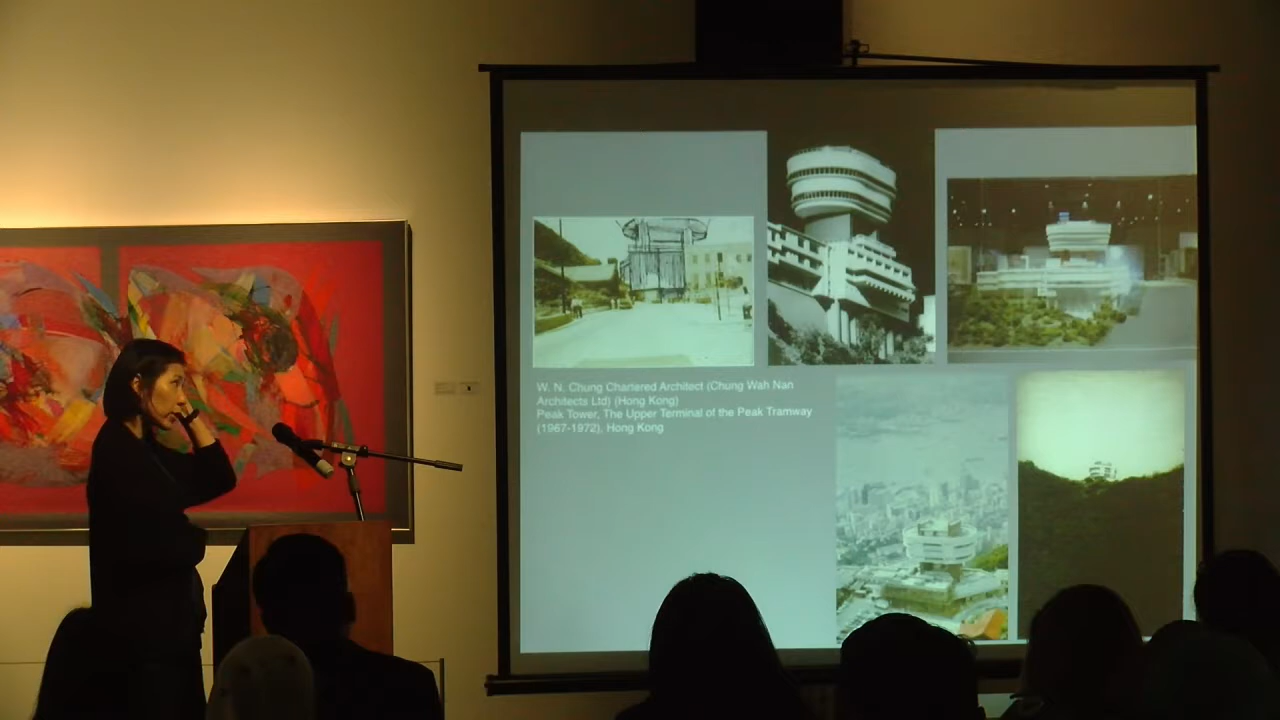 W. N. Chung Chartered Architect (Chung Wah Nan
Architects Ltd) (Hong Kong)
Peak Tower, The Upper Terminal of the Peak Tramway
(1967-1972), Hong Kong